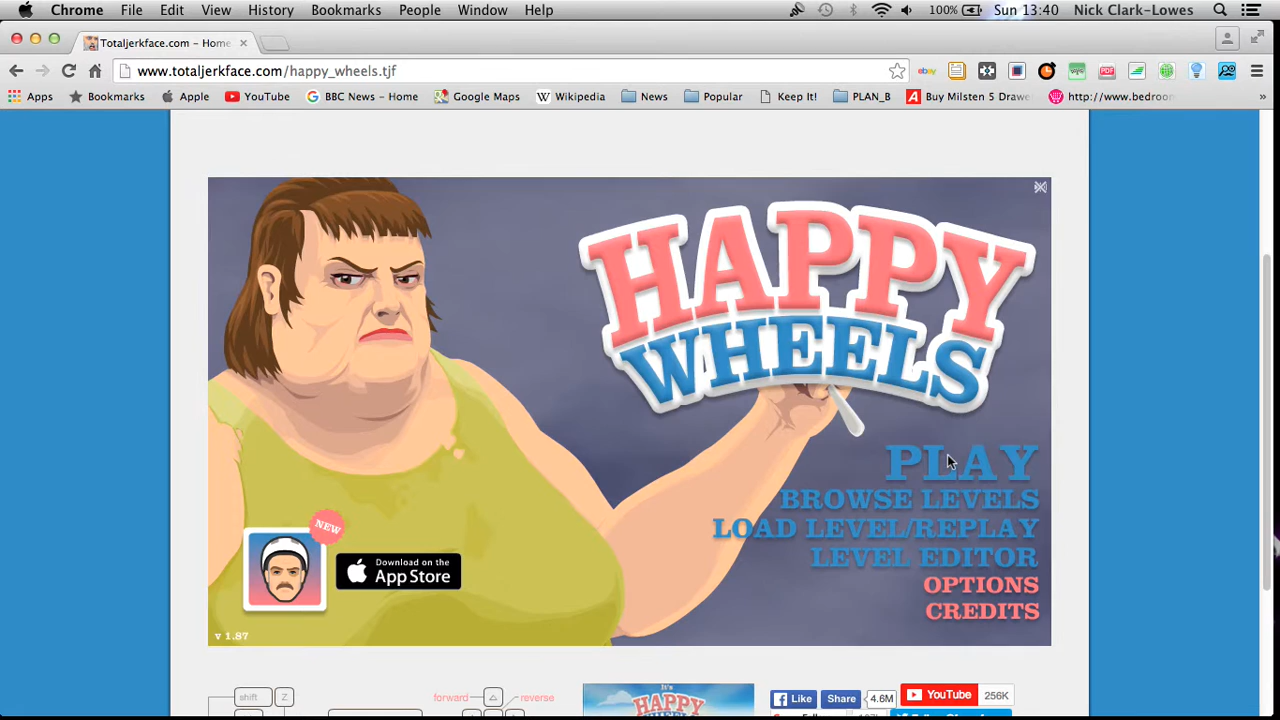 Chrome File Edit View History Bookmarks People Window Help 100% Sun 13:40 Nick Clark-Lowes
Totaljerkface.com – Home
www.totaljerkface.com/happy_wheels.tjf
Apps Bookmarks Apple YouTube BBC News - Home Google Maps Wikipedia News Popular Keep It! PLAN_B Buy Milsten 5 Drawe http://www.bedroom
HAPPY
WHEELS
PLAY
BROWSE LEVELS
LOAD LEVEL/REPLAY
LEVEL EDITOR
OPTIONS
CREDITS
NEW
Download on the
App Store
v 1.87
shift Z forward reverse
It's
HAPPY
Like Share 4.6M YouTube 256K